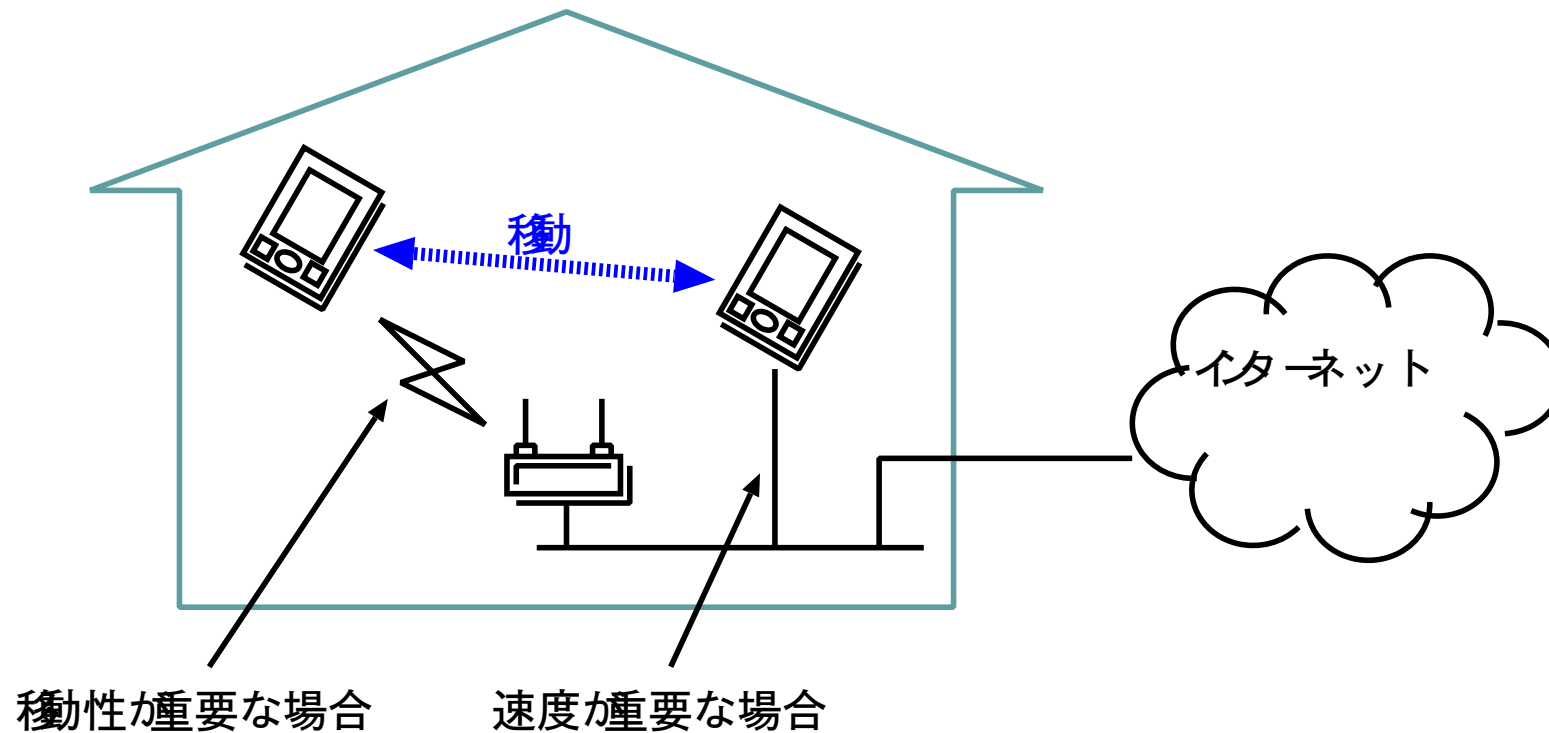 移動
インターネット
移動性が重要な場合
速度が重要な場合